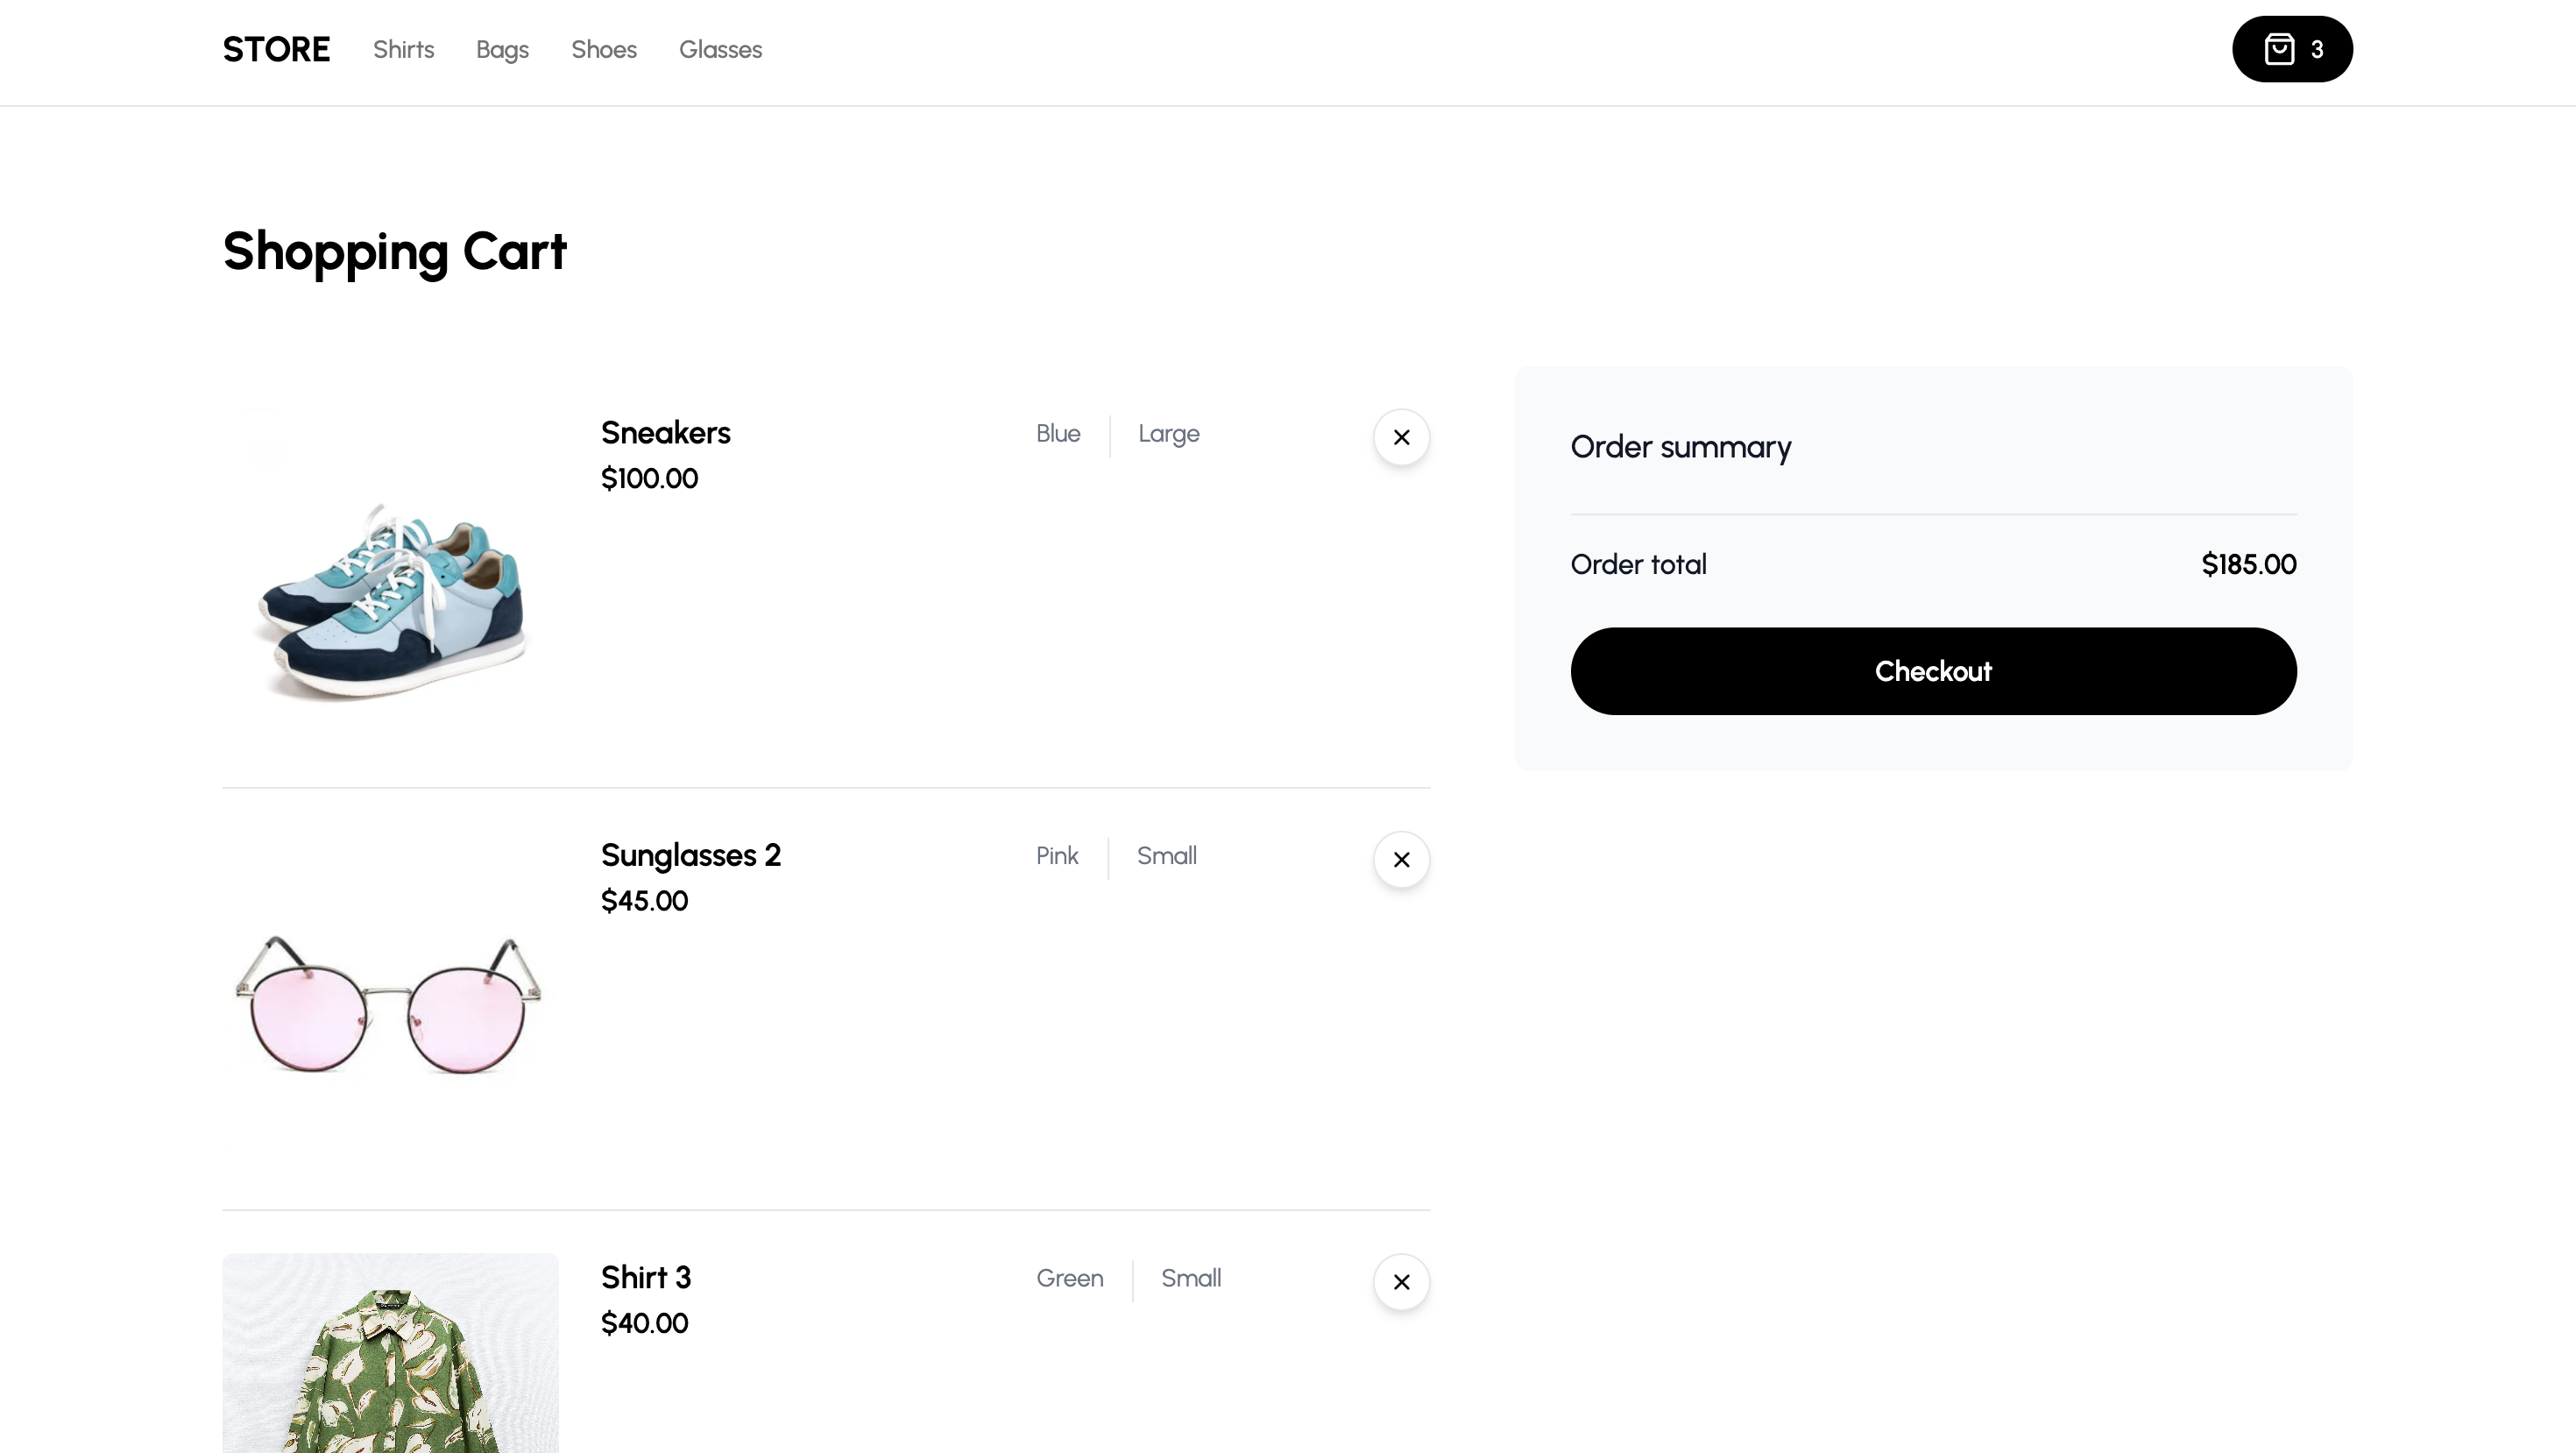 STORE Shirts Bags Shoes Glasses 3
Shopping Cart
Sneakers Blue Large
$100.00
Order summary
Order total $185.00
Checkout
Sunglasses 2 Pink Small
$45.00
Shirt 3 Green Small
$40.00